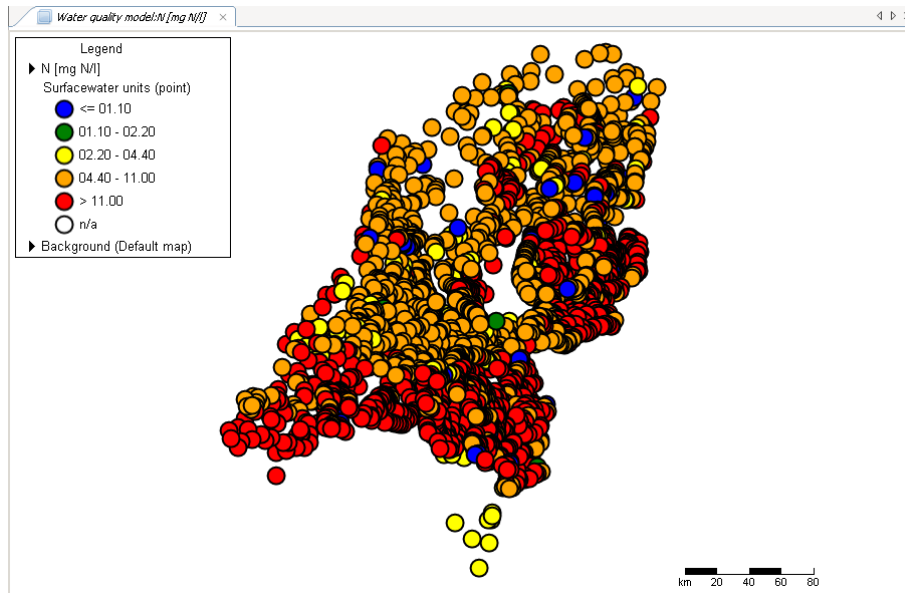 Water quality model:N [mg N/l]
Legend
N [mg N/l]
Surfacewater units (point)
<= 01.10
01.10 - 02.20
02.20 - 04.40
04.40 - 11.00
> 11.00
n/a
Background (Default map)
km 20 40 60 80